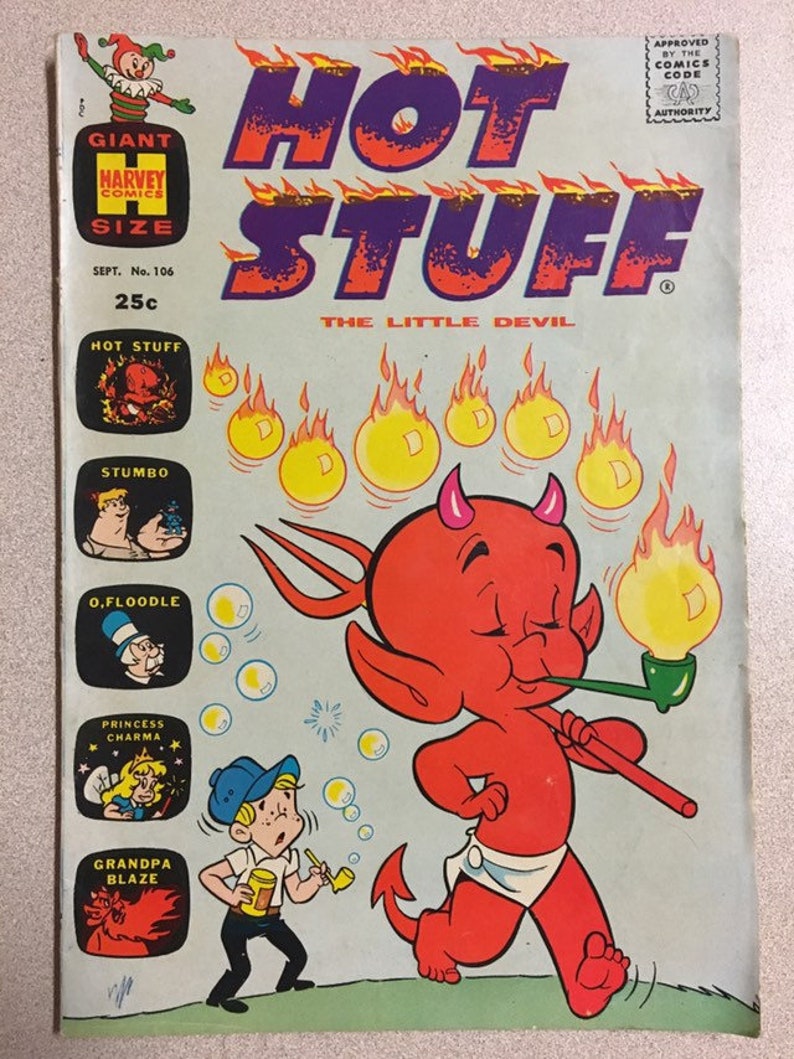 HOT
STUFF
®
THE LITTLE DEVIL
APPROVED
BY THE
COMICS
CODE
CA
AUTHORITY
PDC
GIANT
H
HARVEY
COMICS
SIZE
SEPT. No. 106
25c
HOT STUFF
STUMBO
O,FLOODLE
PRINCESS
CHARMA
GRANDPA
BLAZE